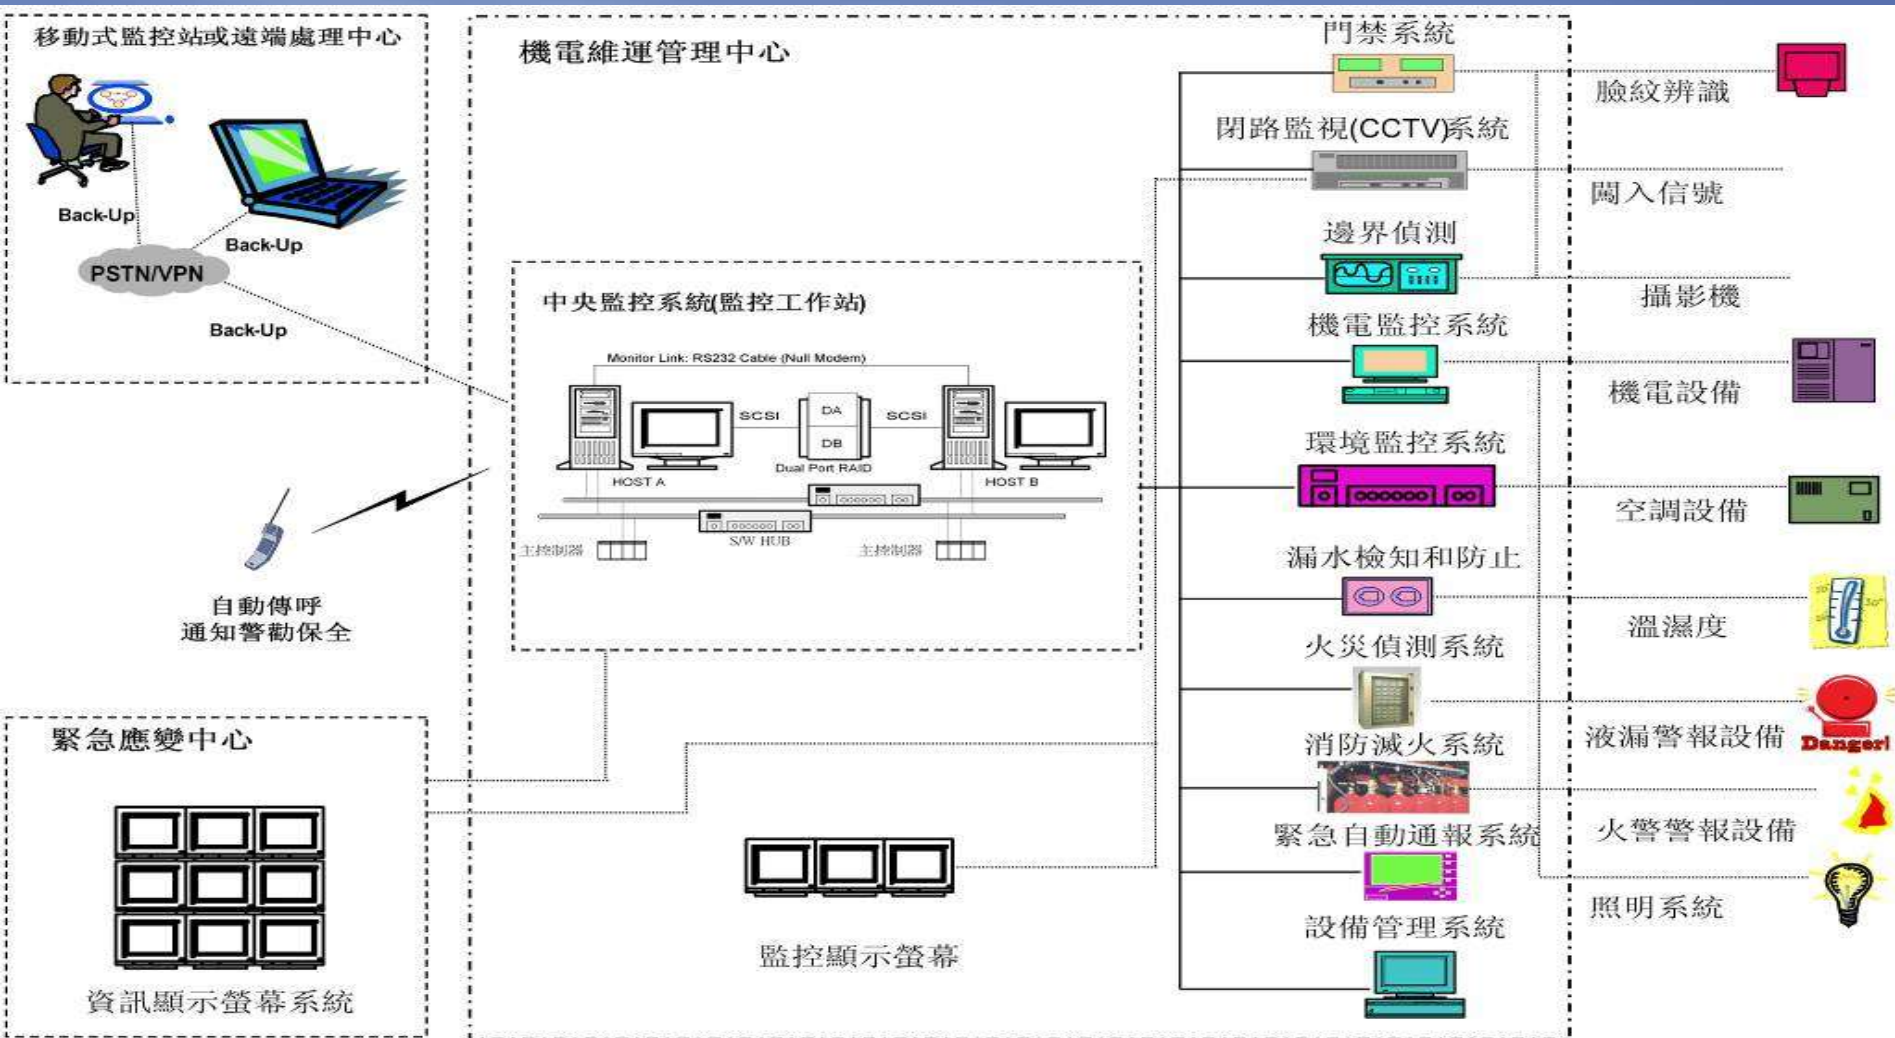 移動式監控站或遠端處理中心
Back-Up
Back-Up
PSTN/VPN
Back-Up
自動傳呼
通知警勸保全
緊急應變中心
資訊顯示螢幕系統
機電維運管理中心
中央監控系統(監控工作站)
Monitor Link: RS232 Cable (Null Modem)
SCSI
DA
SCSI
DB
Dual Port RAID
HOST A
HOST B
S/W HUB
主控制器
主控制器
監控顯示螢幕
門禁系統
閉路監視(CCTV)系統
邊界偵測
機電監控系統
環境監控系統
漏水檢知和防止
火災偵測系統
消防滅火系統
緊急自動通報系統
設備管理系統
臉紋辨識
闖入信號
攝影機
機電設備
空調設備
溫濕度
液漏警報設備
Danger!
火警警報設備
照明系統